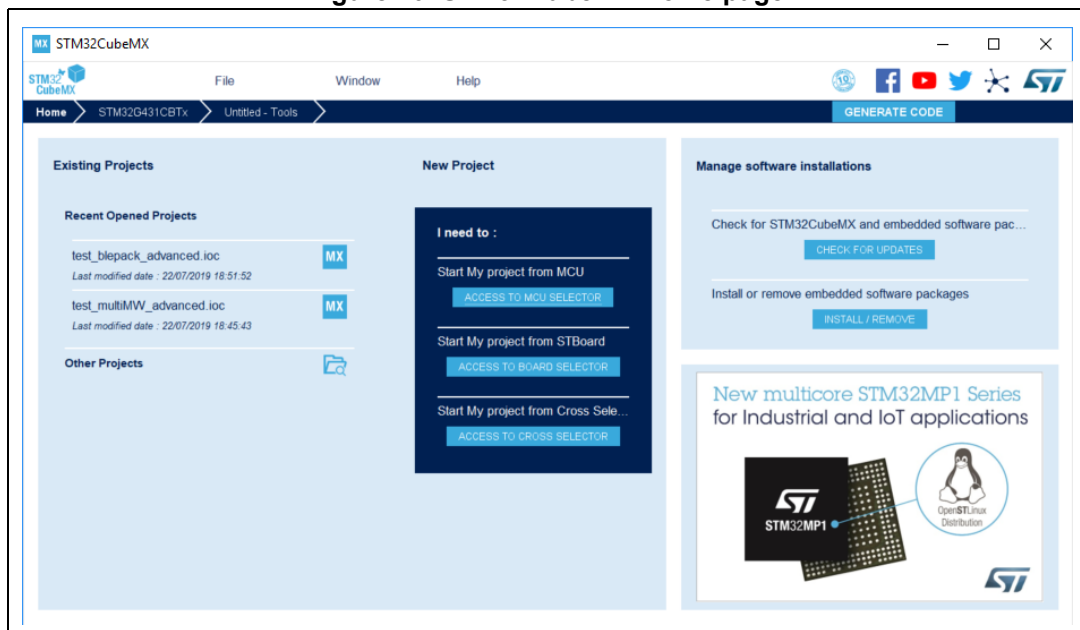 MX STM32CubeMX
STM32
CubeMX
File Window Help
10
Home STM32G431CBTx Untitled - Tools GENERATE CODE
Existing Projects
Recent Opened Projects
test_blepack_advanced.ioc MX
Last modified date : 22/07/2019 18:51:52
test_multiMW_advanced.ioc MX
Last modified date : 22/07/2019 18:45:43
Other Projects
New Project
I need to :
Start My project from MCU
ACCESS TO MCU SELECTOR
Start My project from STBoard
ACCESS TO BOARD SELECTOR
Start My project from Cross Sele...
ACCESS TO CROSS SELECTOR
Manage software installations
Check for STM32CubeMX and embedded software pac...
CHECK FOR UPDATES
Install or remove embedded software packages
INSTALL / REMOVE
New multicore STM32MP1 Series
for Industrial and IoT applications
ST
STM32MP1
OpenSTLinux
Distribution
ST